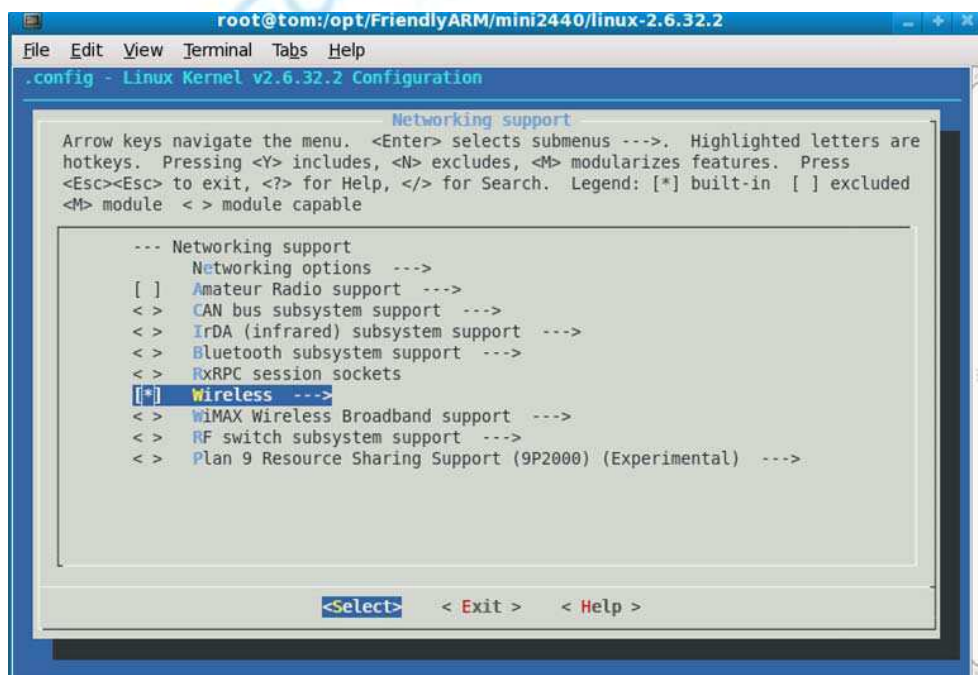 root@tom:/opt/FriendlyARM/mini2440/linux-2.6.32.2
File Edit View Terminal Tabs Help
.config - Linux Kernel v2.6.32.2 Configuration
Networking support
Arrow keys navigate the menu. <Enter> selects submenus --->. Highlighted letters are
hotkeys. Pressing <Y> includes, <N> excludes, <M> modularizes features. Press
<Esc><Esc> to exit, <?> for Help, </> for Search. Legend: [*] built-in [ ] excluded
<M> module < > module capable
--- Networking support
Networking options --->
[ ] Amateur Radio support --->
< > CAN bus subsystem support --->
< > IrDA (infrared) subsystem support --->
< > Bluetooth subsystem support --->
< > RxRPC session sockets
[*] Wireless --->
< > WiMAX Wireless Broadband support --->
< > RF switch subsystem support --->
< > Plan 9 Resource Sharing Support (9P2000) (Experimental) --->
<Select> < Exit > < Help >